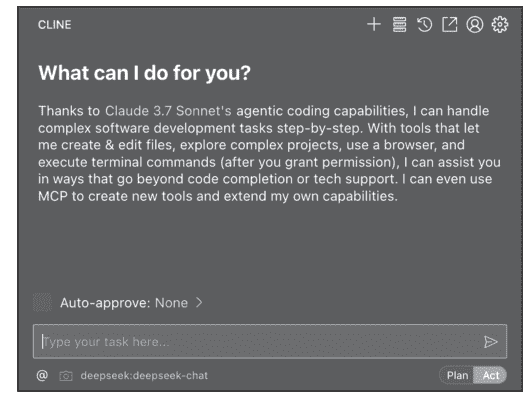 CLINE
What can I do for you?
Thanks to Claude 3.7 Sonnet's agentic coding capabilities, I can handle
complex software development tasks step-by-step. With tools that let
me create & edit files, explore complex projects, use a browser, and
execute terminal commands (after you grant permission), I can assist you
in ways that go beyond code completion or tech support. I can even use
MCP to create new tools and extend my own capabilities.
Auto-approve: None >
Type your task here...
@ deepseek:deepseek-chat
Plan Act